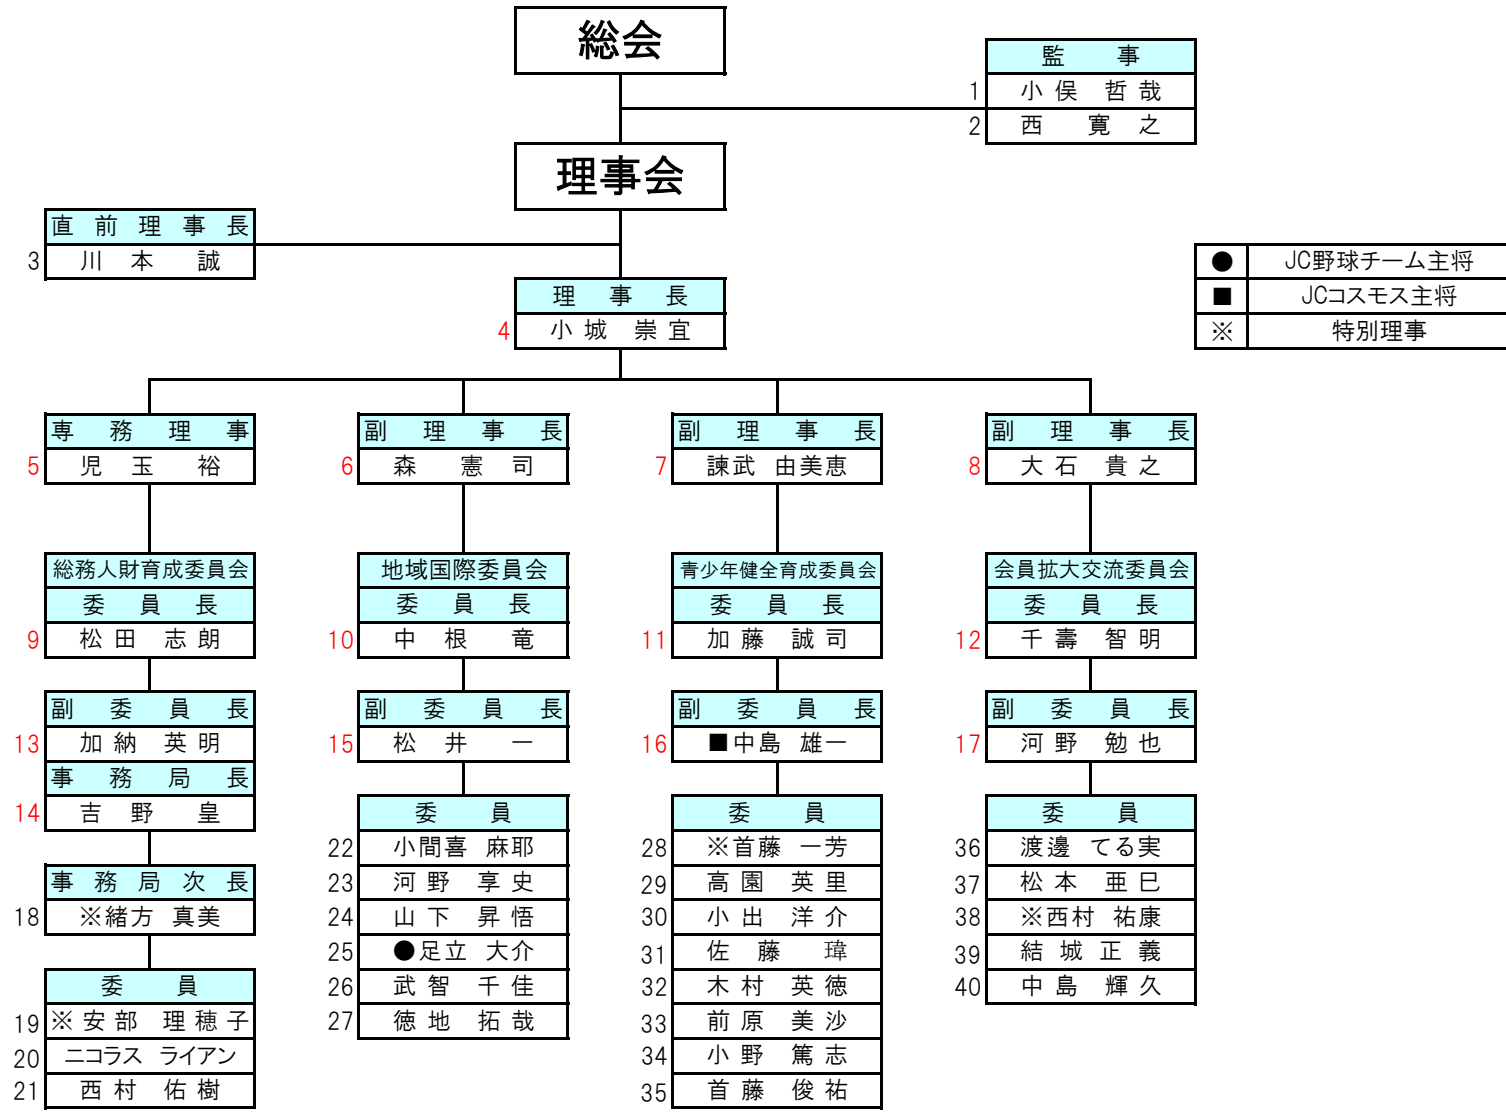 総会
監事
1 小俣 哲哉
2 西 寛之
理事会
直前理事長
3 川本 誠
● JC野球チーム主将
■ JCコスモス主将
※ 特別理事
理事長
4 小城 崇宜
専務理事
5 児玉 裕
副理事長
6 森 憲司
副理事長
7 諫武 由美恵
副理事長
8 大石 貴之
総務人財育成委員会
委員長
9 松田 志朗
地域国際委員会
委員長
10 中根 竜
青少年健全育成委員会
委員長
11 加藤 誠司
会員拡大交流委員会
委員長
12 千壽 智明
副委員長
13 加納 英明
事務局長
14 吉野 皇
副委員長
15 松井 一
副委員長
16 ■中島 雄一
副委員長
17 河野 勉也
事務局次長
18 ※緒方 真美
委員
19 ※安部 理穂子
20 ニコラス ライアン
21 西村 佑樹
委員
22 小間喜 麻耶
23 河野 享史
24 山下 昇悟
25 ●足立 大介
26 武智 千佳
27 徳地 拓哉
委員
28 ※首藤 一芳
29 高園 英里
30 小出 洋介
31 佐藤 瑋
32 木村 英徳
33 前原 美沙
34 小野 篤志
35 首藤 俊祐
委員
36 渡邊 てる実
37 松本 亜巳
38 ※西村 祐康
39 結城 正義
40 中島 輝久